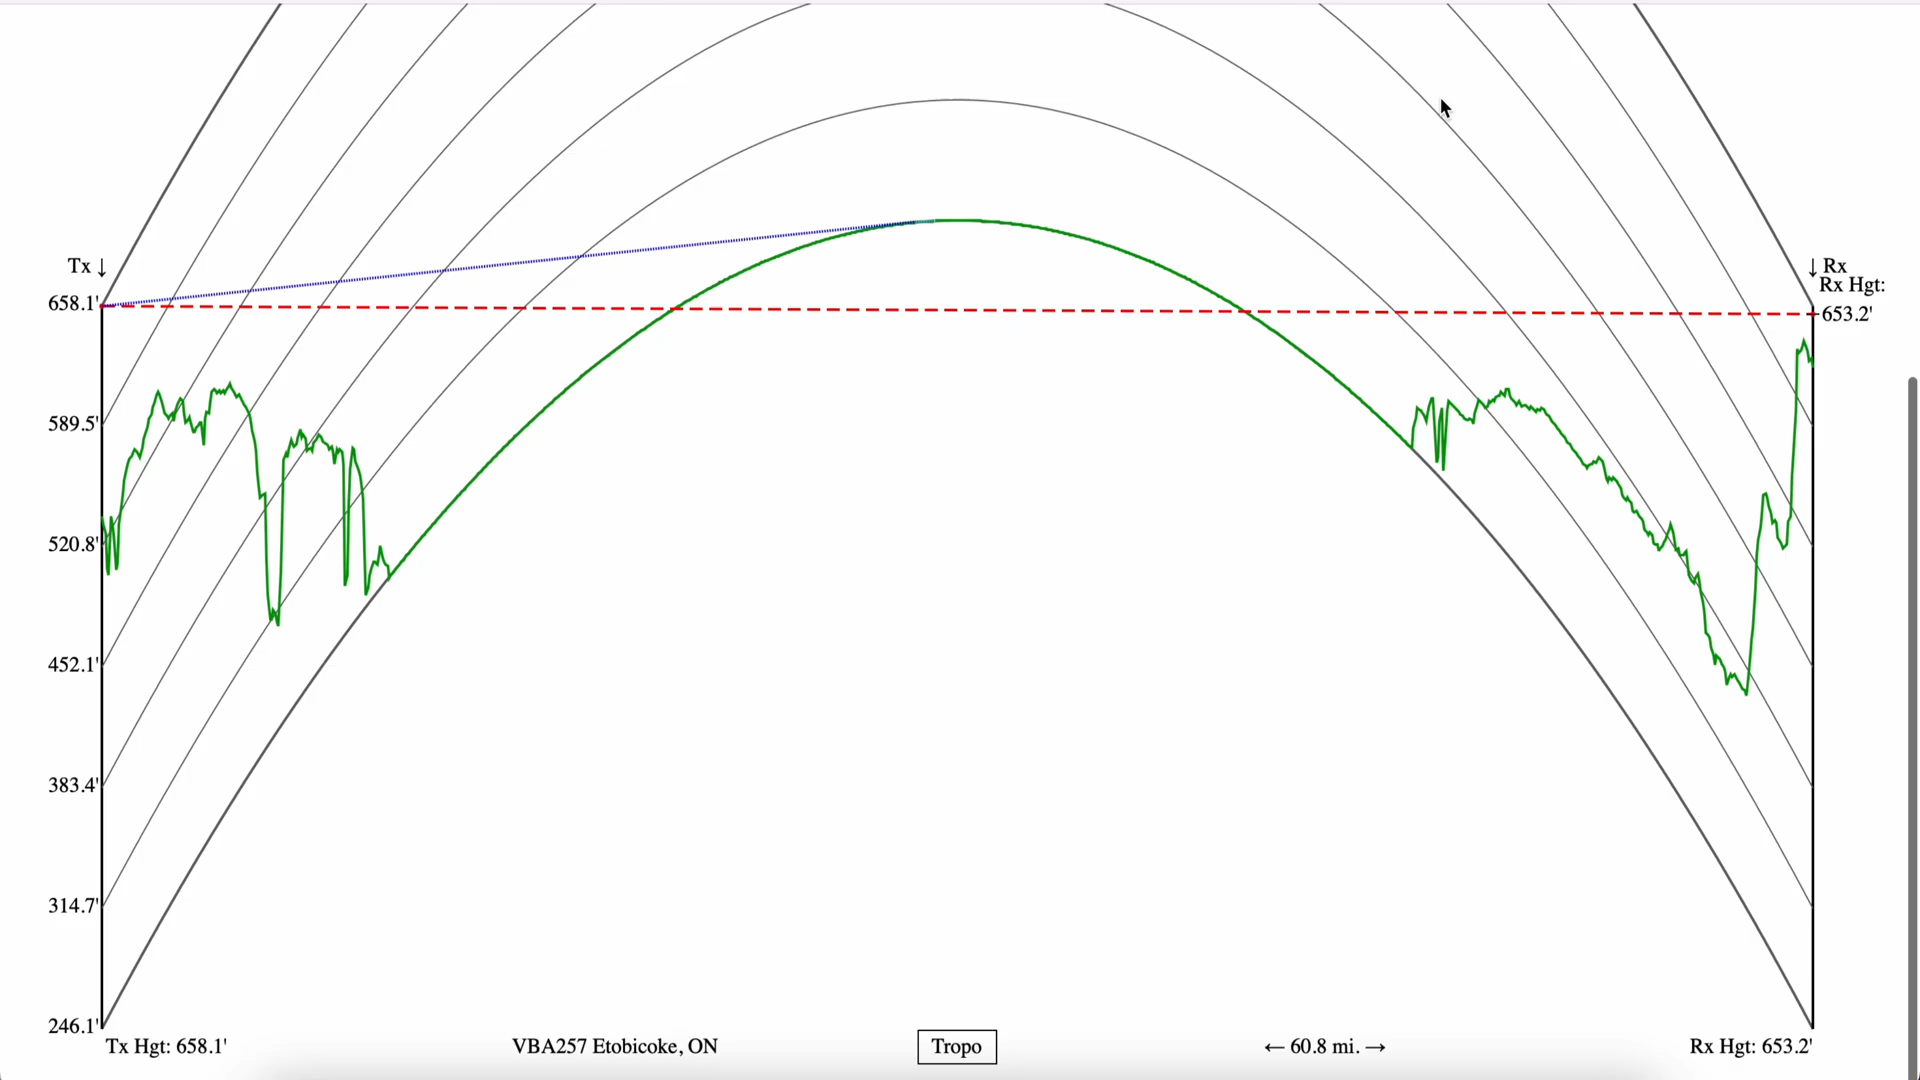 Tx ↓
658.1'
589.5'
520.8'
452.1'
383.4'
314.7'
246.1'
↓ Rx
Rx Hgt:
653.2'
Tx Hgt: 658.1'
VBA257 Etobicoke, ON
Tropo
← 60.8 mi. →
Rx Hgt: 653.2'